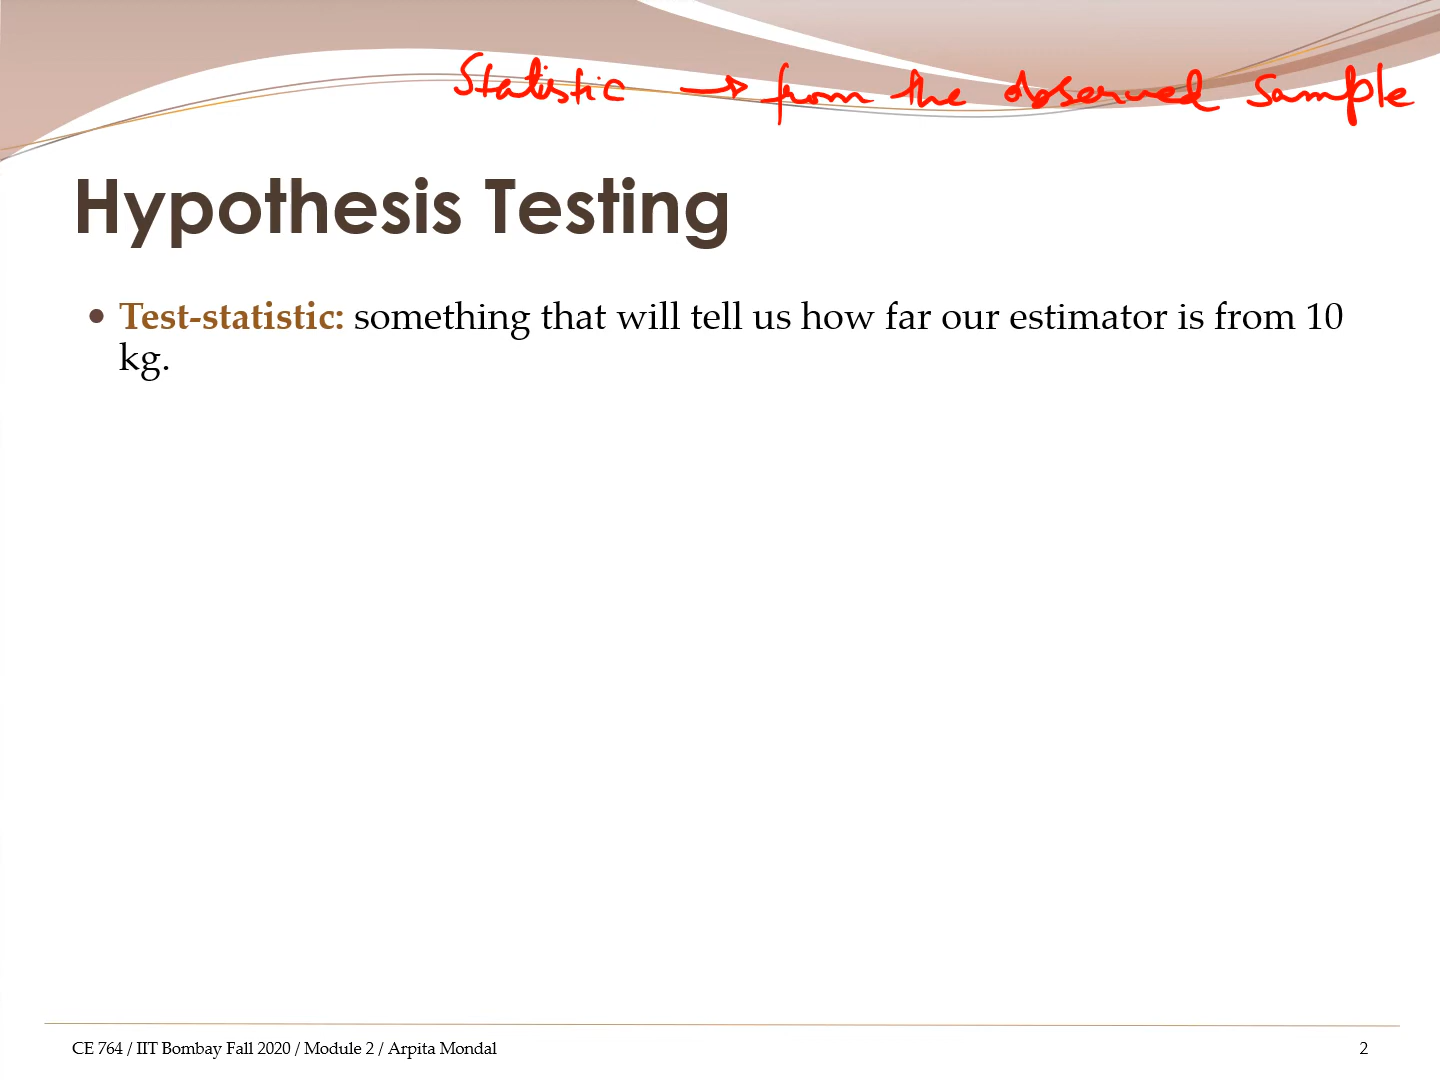 Statistic → from the observed sample
Hypothesis Testing
• Test-statistic: something that will tell us how far our estimator is from 10
kg.
CE 764 / IIT Bombay Fall 2020 / Module 2 / Arpita Mondal 2